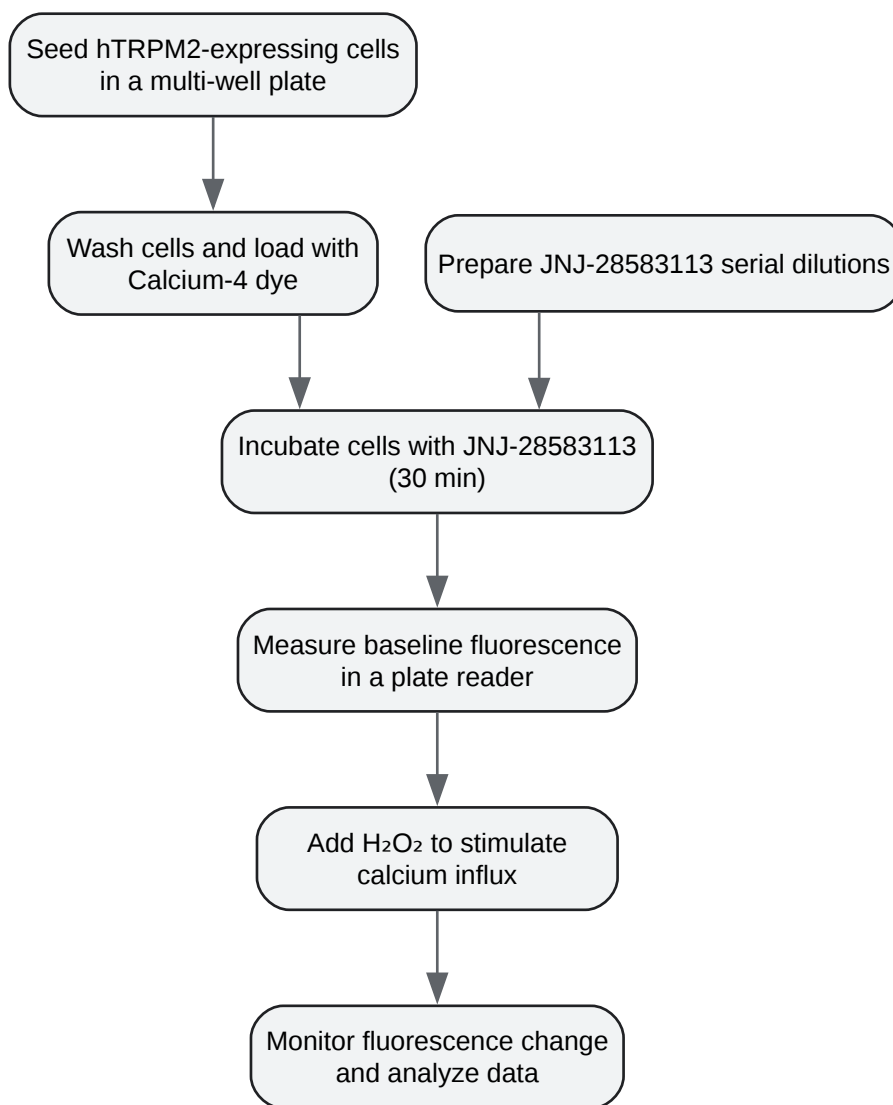 Seed hTRPM2-expressing cells
in a multi-well plate
Wash cells and load with
Calcium-4 dye
Prepare JNJ-28583113 serial dilutions
Incubate cells with JNJ-28583113
(30 min)
Measure baseline fluorescence
in a plate reader
Add H₂O₂ to stimulate
calcium influx
Monitor fluorescence change
and analyze data